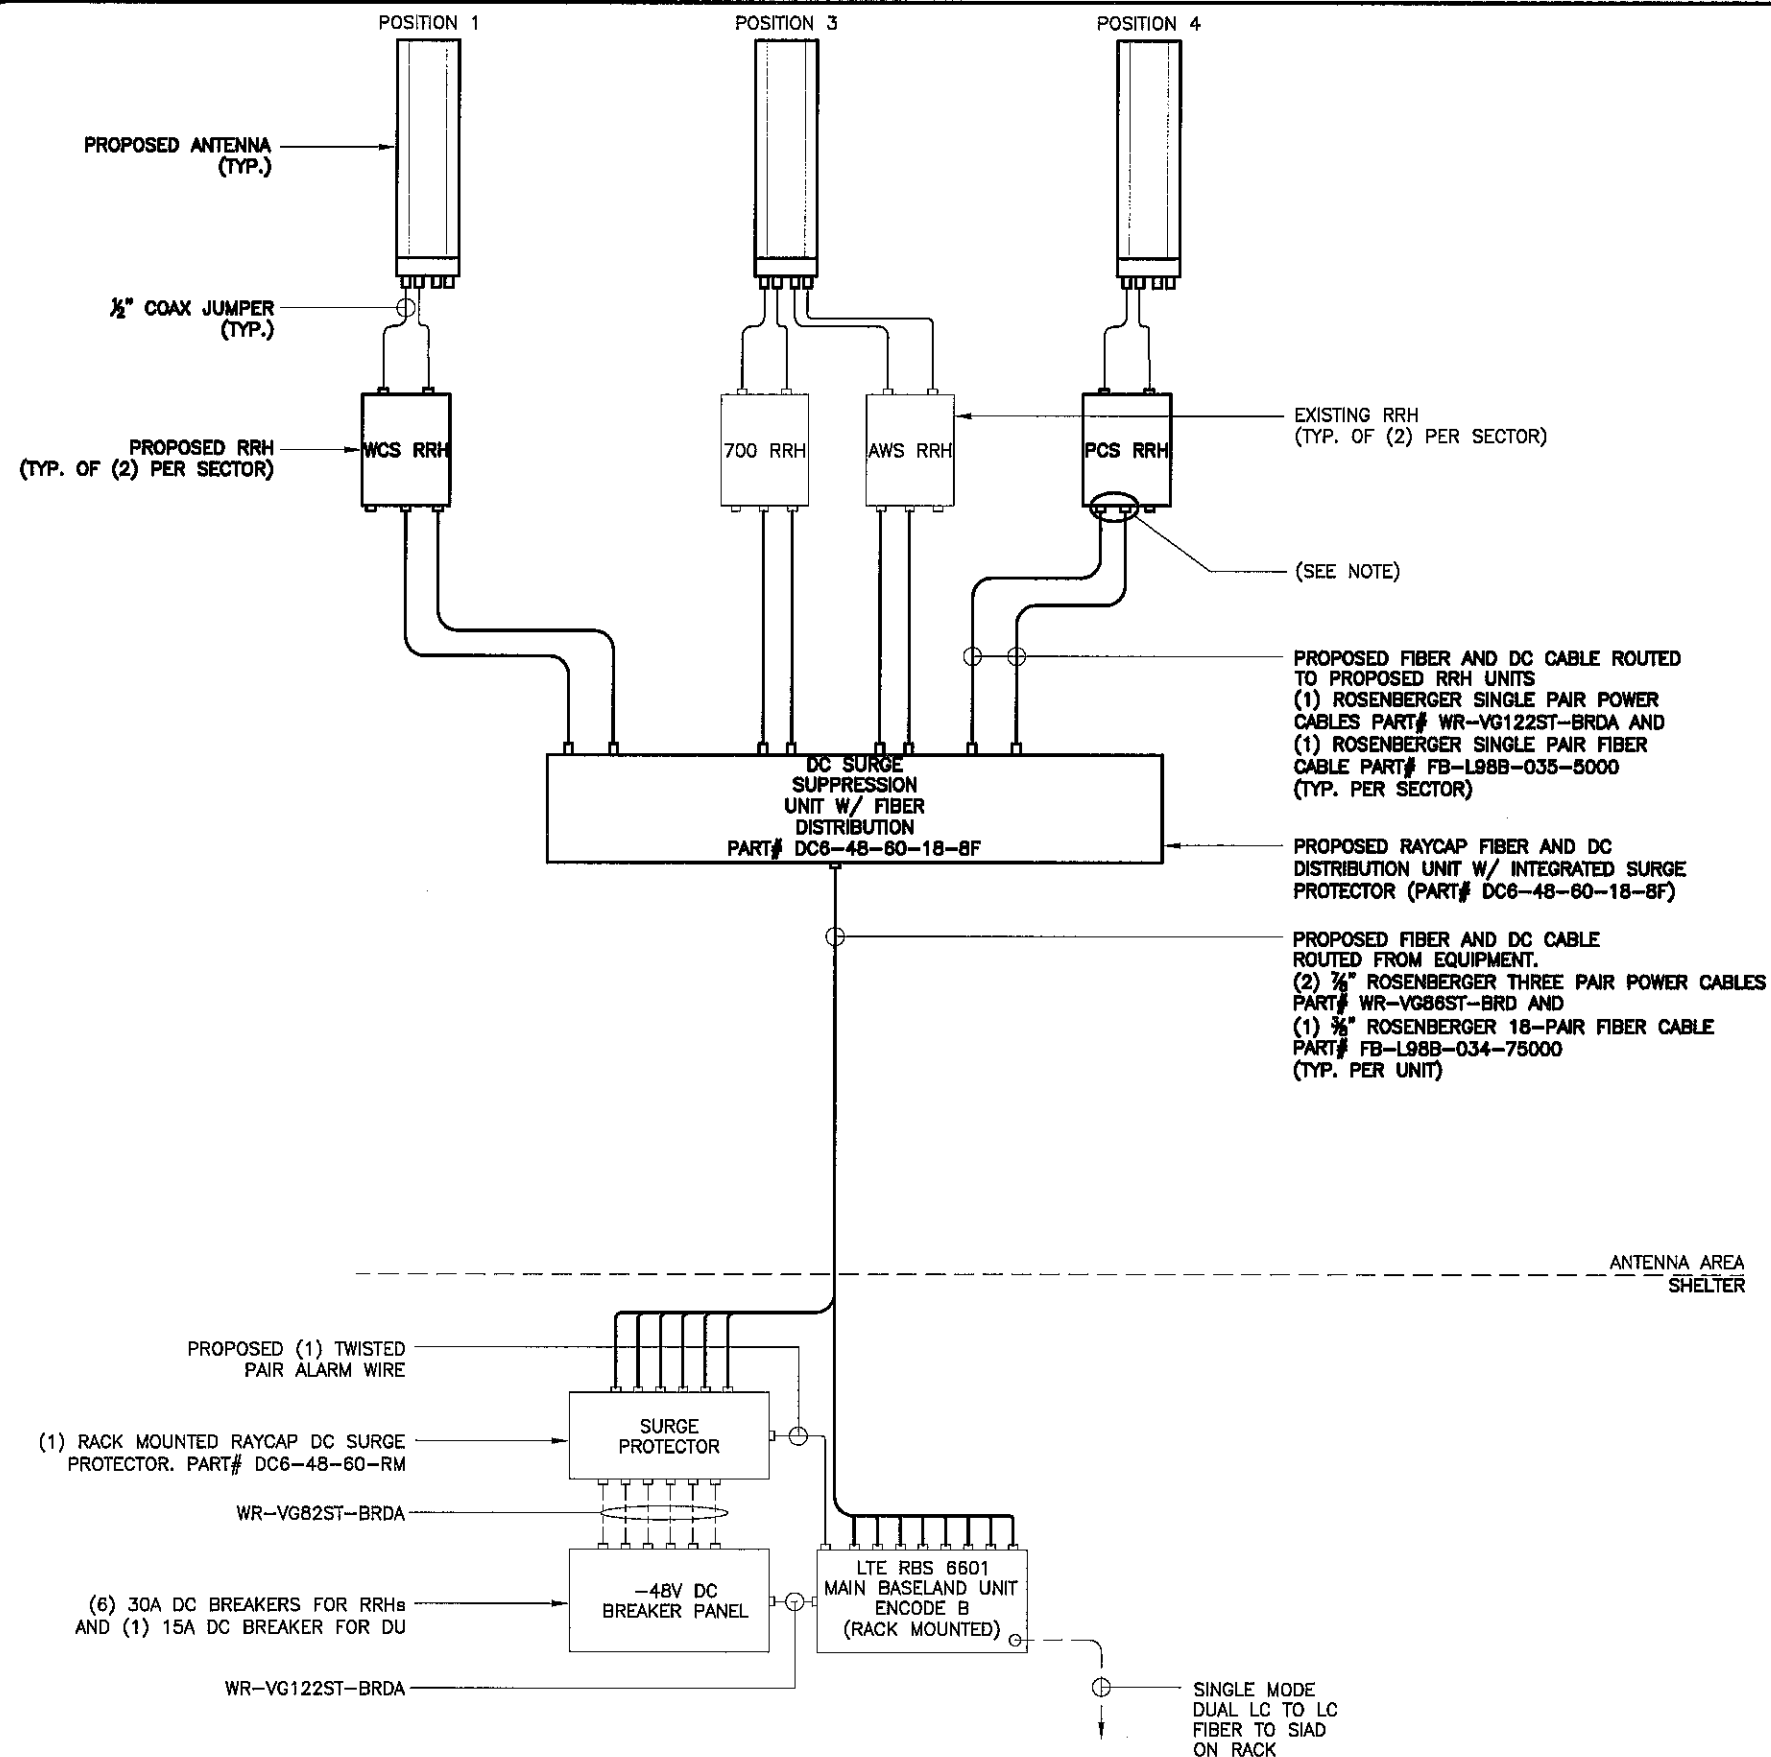 POSITION 1
POSITION 3
POSITION 4
PROPOSED ANTENNA
(TYP.)
½" COAX JUMPER
(TYP.)
PROPOSED RRH
(TYP. OF (2) PER SECTOR)
WCS RRH
700 RRH
AWS RRH
PCS RRH
EXISTING RRH
(TYP. OF (2) PER SECTOR)
(SEE NOTE)
PROPOSED FIBER AND DC CABLE ROUTED
TO PROPOSED RRH UNITS
(1) ROSENBERGER SINGLE PAIR POWER
CABLES PART# WR-VG122ST-BRDA AND
(1) ROSENBERGER SINGLE PAIR FIBER
CABLE PART# FB-L98B-035-5000
(TYP. PER SECTOR)
DC SURGE
SUPPRESSION
UNIT W/ FIBER
DISTRIBUTION
PART# DC6-48-60-18-8F
PROPOSED RAYCAP FIBER AND DC
DISTRIBUTION UNIT W/ INTEGRATED SURGE
PROTECTOR (PART# DC6-48-60-18-8F)
PROPOSED FIBER AND DC CABLE
ROUTED FROM EQUIPMENT.
(2) ⅞" ROSENBERGER THREE PAIR POWER CABLES
PART# WR-VG86ST-BRD AND
(1) ⅜" ROSENBERGER 18-PAIR FIBER CABLE
PART# FB-L98B-034-75000
(TYP. PER UNIT)
ANTENNA AREA
SHELTER
PROPOSED (1) TWISTED
PAIR ALARM WIRE
(1) RACK MOUNTED RAYCAP DC SURGE
PROTECTOR. PART# DC6-48-60-RM
SURGE
PROTECTOR
WR-VG82ST-BRDA
(6) 30A DC BREAKERS FOR RRHs
AND (1) 15A DC BREAKER FOR DU
-48V DC
BREAKER PANEL
LTE RBS 6601
MAIN BASELAND UNIT
ENCODE B
(RACK MOUNTED)
WR-VG122ST-BRDA
SINGLE MODE
DUAL LC TO LC
FIBER TO SIAD
ON RACK